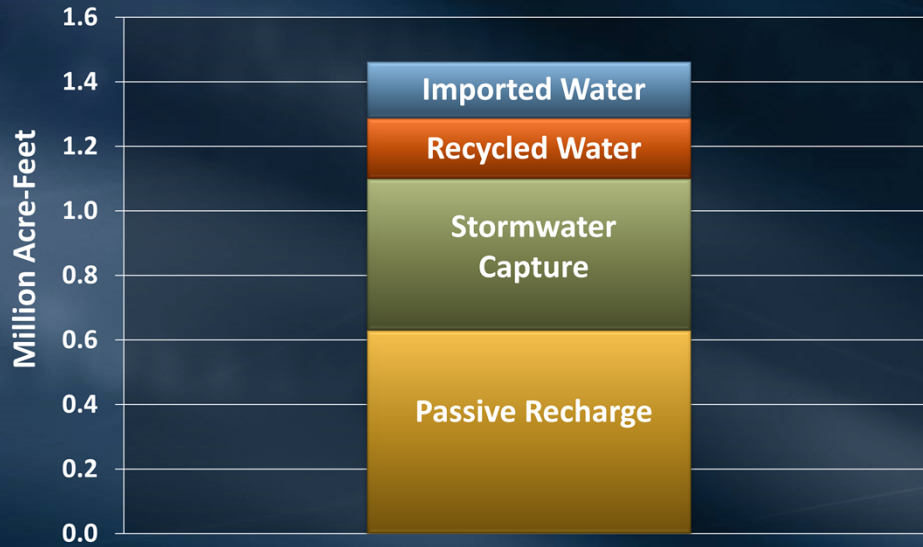 Million Acre-Feet
1.6
1.4
1.2
1.0
0.8
0.6
0.4
0.2
0.0
Imported Water
Recycled Water
Stormwater
Capture
Passive Recharge